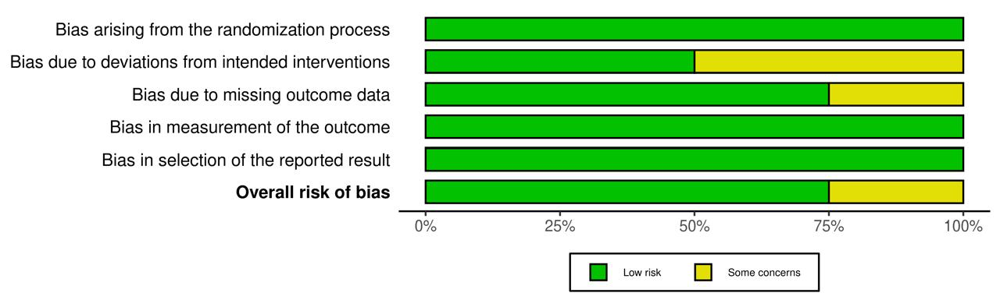 Bias arising from the randomization process
Bias due to deviations from intended interventions
Bias due to missing outcome data
Bias in measurement of the outcome
Bias in selection of the reported result
Overall risk of bias
0% 25% 50% 75% 100%
Low risk Some concerns